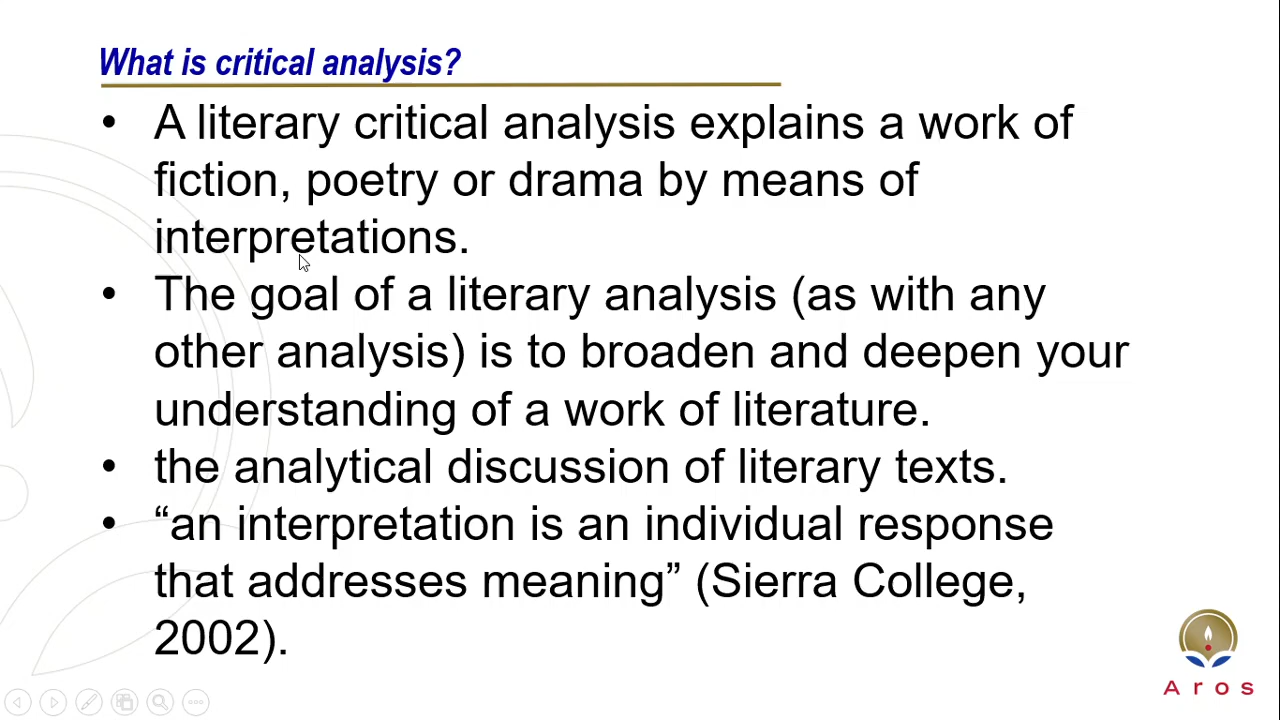 What is critical analysis?
• A literary critical analysis explains a work of
fiction, poetry or drama by means of
interpretations.
• The goal of a literary analysis (as with any
other analysis) is to broaden and deepen your
understanding of a work of literature.
• the analytical discussion of literary texts.
• “an interpretation is an individual response
that addresses meaning” (Sierra College,
2002).
Aros